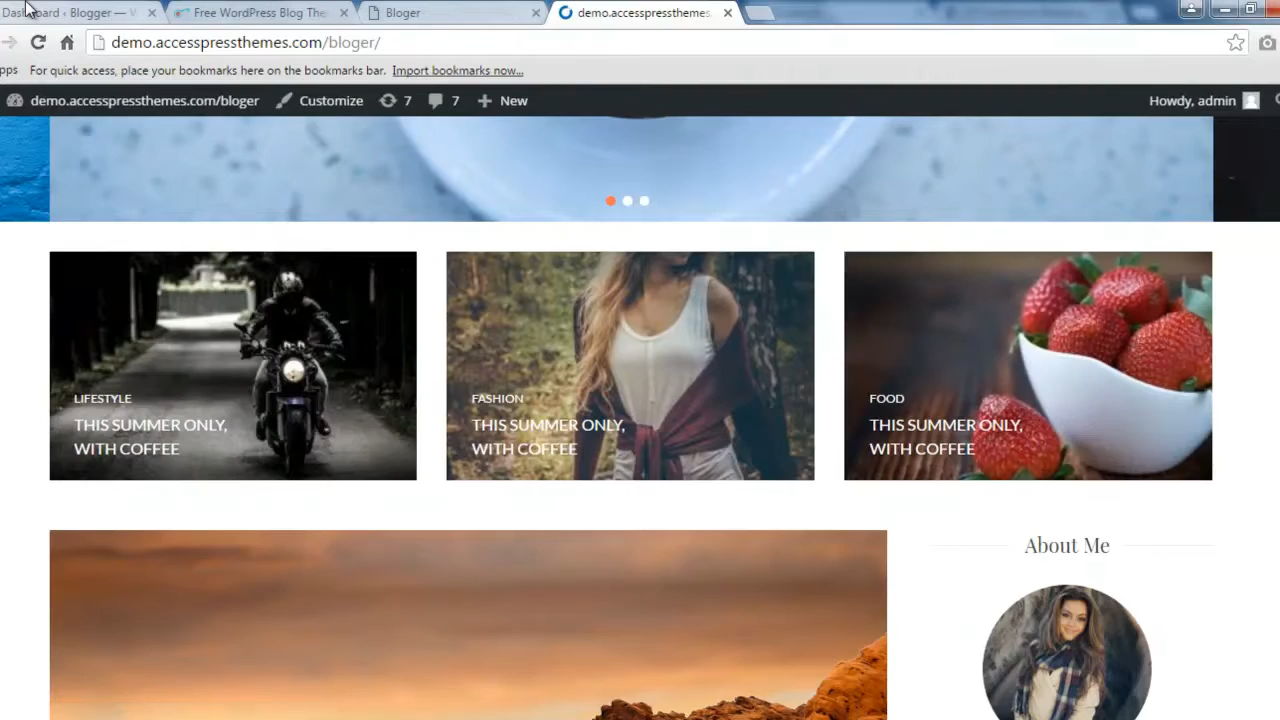 Dashboard ‹ Blogger — W
Free WordPress Blog The
Bloger
demo.accesspressthemes.
demo.accesspressthemes.com/bloger/
pps
For quick access, place your bookmarks here on the bookmarks bar. Import bookmarks now...
demo.accesspressthemes.com/bloger
Customize
7
7
New
Howdy, admin
LIFESTYLE
THIS SUMMER ONLY,
WITH COFFEE
FASHION
THIS SUMMER ONLY,
WITH COFFEE
FOOD
THIS SUMMER ONLY,
WITH COFFEE
About Me